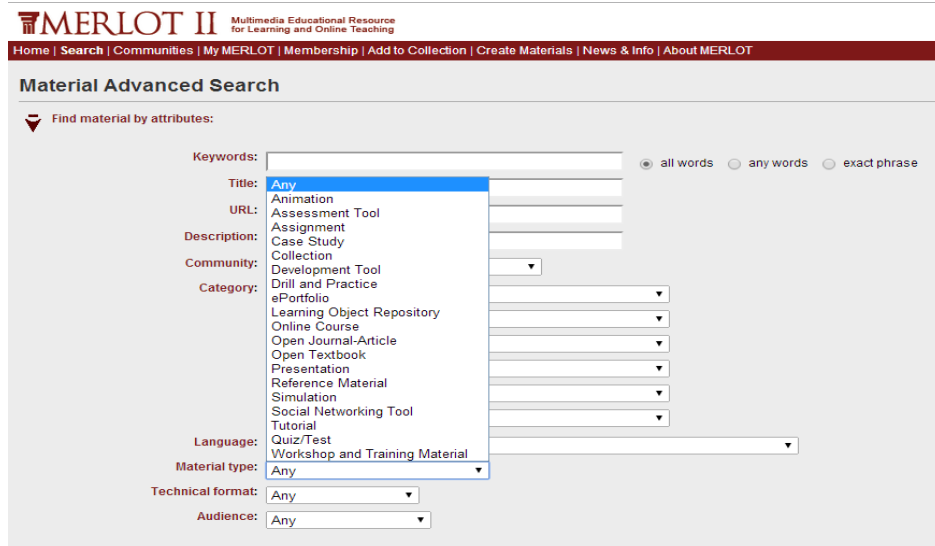 MERLOT II Multimedia Educational Resource
for Learning and Online Teaching
Home | Search | Communities | My MERLOT | Membership | Add to Collection | Create Materials | News & Info | About MERLOT
Material Advanced Search
Find material by attributes:
Keywords: all words any words exact phrase
Title:
URL:
Description:
Community:
Category:
Any
Animation
Assessment Tool
Assignment
Case Study
Collection
Development Tool
Drill and Practice
ePortfolio
Learning Object Repository
Online Course
Open Journal-Article
Open Textbook
Presentation
Reference Material
Simulation
Social Networking Tool
Tutorial
Quiz/Test
Workshop and Training Material
Language:
Material type: Any
Technical format: Any
Audience: Any